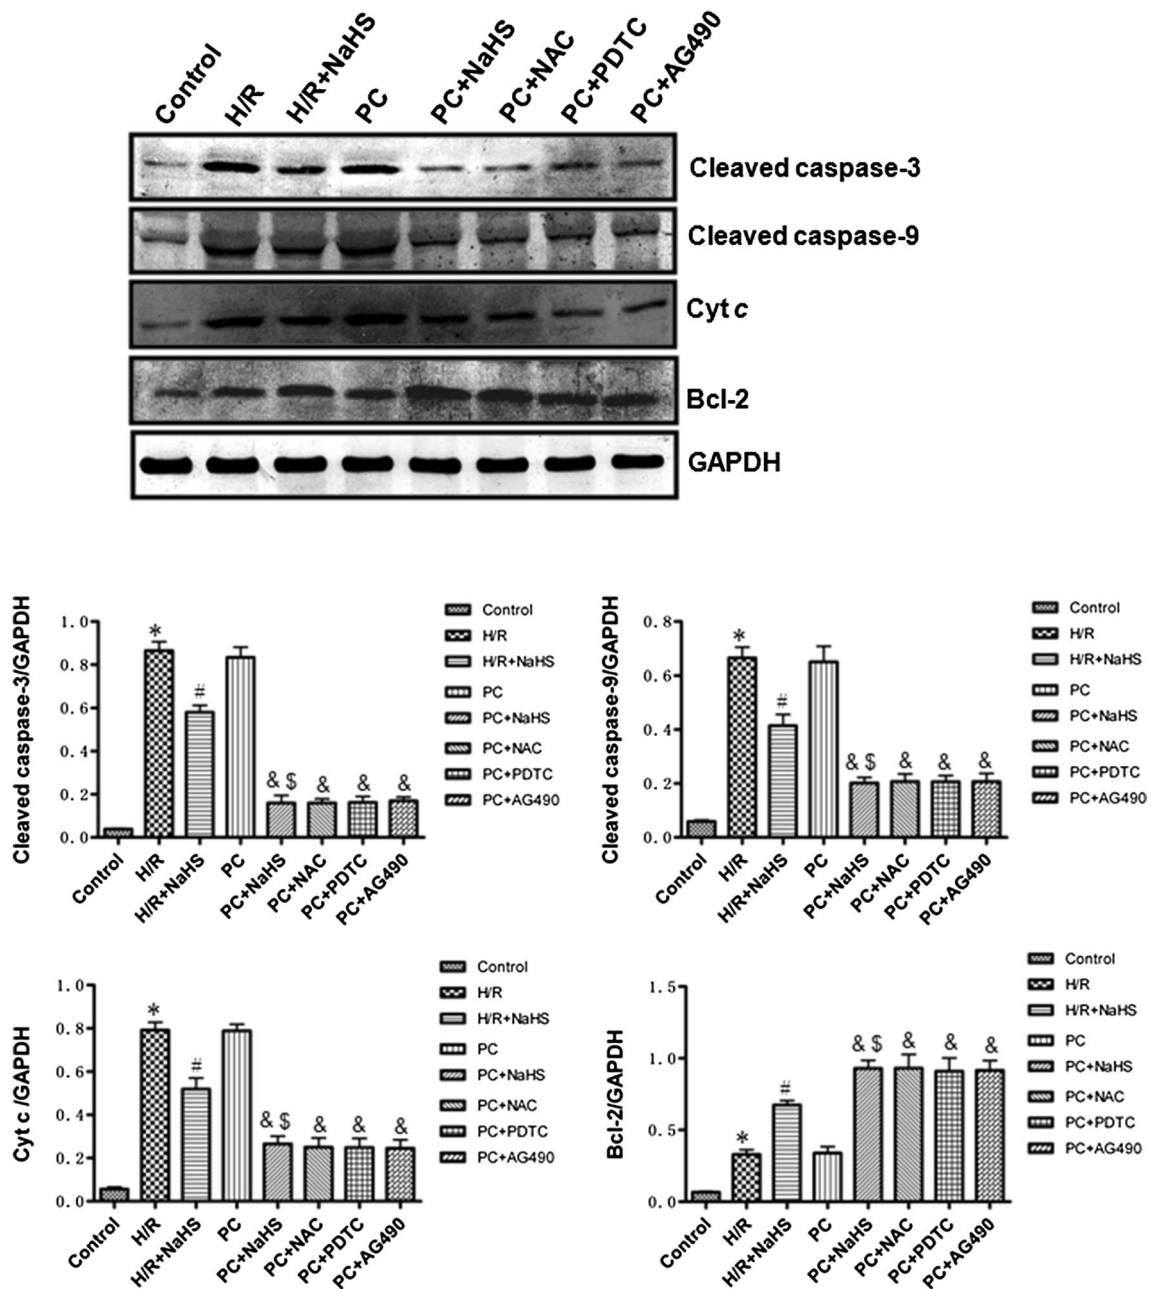 Control
H/R
H/R+NaHS
PC
PC+NaHS
PC+NAC
PC+PDTC
PC+AG490
Cleaved caspase-3
Cleaved caspase-9
Cyt c
Bcl-2
GAPDH
Cleaved caspase-3/GAPDH
1.0
0.8
0.6
0.4
0.2
0.0
*
#
& $
&
&
&
Control
H/R
H/R+NaHS
PC
PC+NaHS
PC+NAC
PC+PDTC
PC+AG490
Control
H/R
H/R+NaHS
PC
PC+NaHS
PC+NAC
PC+PDTC
PC+AG490
Cleaved caspase-9/GAPDH
0.8
0.6
0.4
0.2
0.0
*
#
& $
&
&
&
Control
H/R
H/R+NaHS
PC
PC+NaHS
PC+NAC
PC+PDTC
PC+AG490
Control
H/R
H/R+NaHS
PC
PC+NaHS
PC+NAC
PC+PDTC
PC+AG490
Cyt c/GAPDH
1.0
0.8
0.6
0.4
0.2
0.0
*
#
& $
&
&
&
Control
H/R
H/R+NaHS
PC
PC+NaHS
PC+NAC
PC+PDTC
PC+AG490
Control
H/R
H/R+NaHS
PC
PC+NaHS
PC+NAC
PC+PDTC
PC+AG490
Bcl-2/GAPDH
1.5
1.0
0.5
0.0
*
#
& $
&
&
&
Control
H/R
H/R+NaHS
PC
PC+NaHS
PC+NAC
PC+PDTC
PC+AG490
Control
H/R
H/R+NaHS
PC
PC+NaHS
PC+NAC
PC+PDTC
PC+AG490